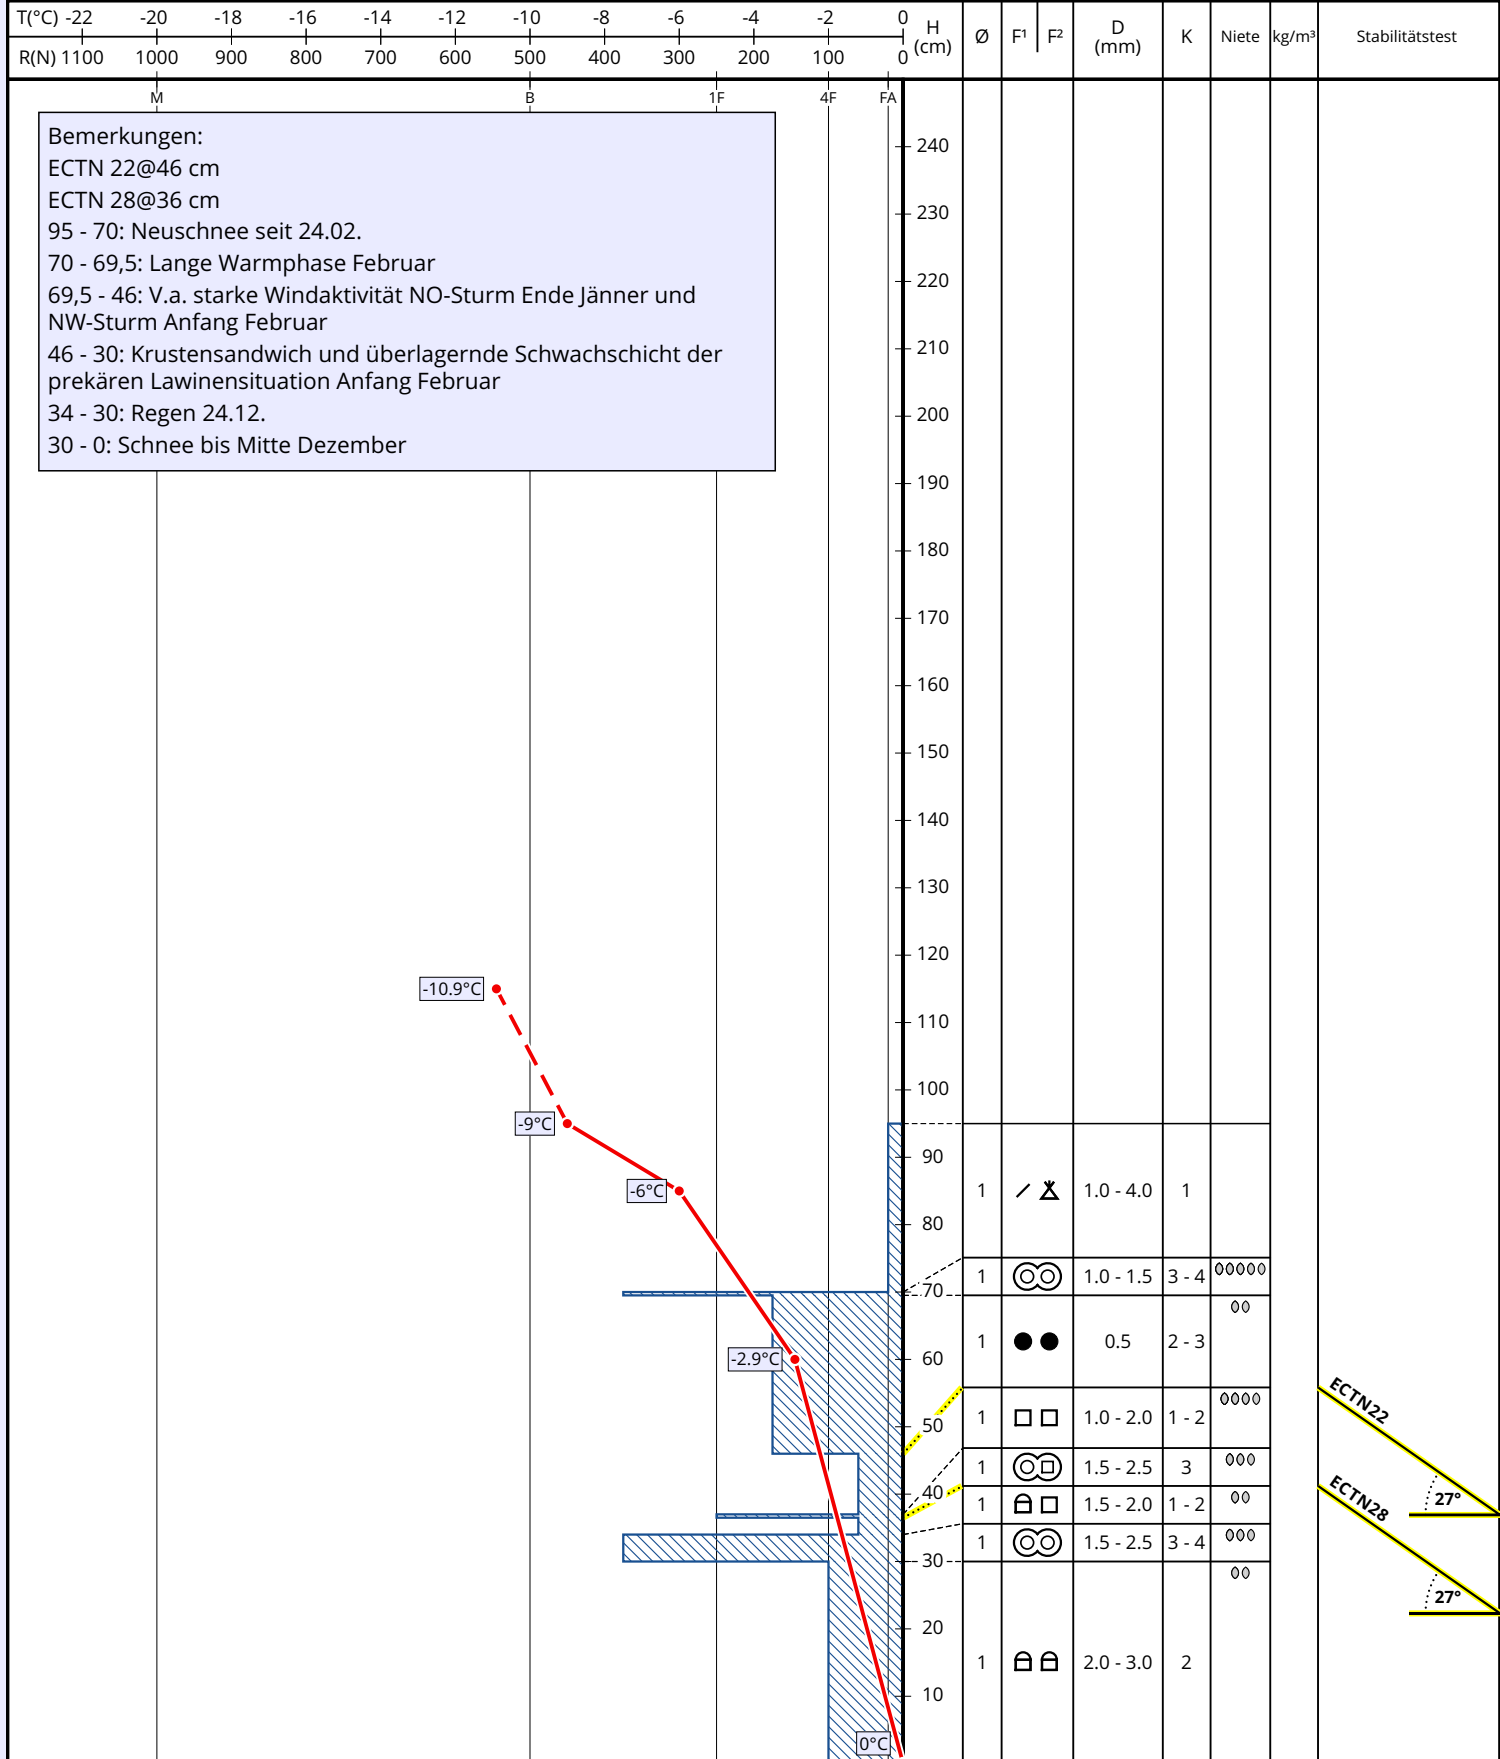 T(°C) -22 -20 -18 -16 -14 -12 -10 -8 -6 -4 -2 0
R(N) 1100 1000 900 800 700 600 500 400 300 200 100 0
H (cm) Ø F¹ F² D (mm) K Niete kg/m³ Stabilitätstest
M B 1F 4F FA
Bemerkungen:
ECTN 22@46 cm
ECTN 28@36 cm
95 - 70: Neuschnee seit 24.02.
70 - 69,5: Lange Warmphase Februar
69,5 - 46: V.a. starke Windaktivität NO-Sturm Ende Jänner und
NW-Sturm Anfang Februar
46 - 30: Krustensandwich und überlagernde Schwachschicht der
prekären Lawinensituation Anfang Februar
34 - 30: Regen 24.12.
30 - 0: Schnee bis Mitte Dezember
240
230
220
210
200
190
180
170
160
150
140
130
120
-10.9°C
110
100
-9°C
90
-6°C 1 1.0 - 4.0 1
80
1 1.0 - 1.5 3 - 4
70
1 0.5 2 - 3
-2.9°C 60
ECTN22
50 1 1.0 - 2.0 1 - 2
1 1.5 - 2.5 3
40
27°
ECTN28
1 1.5 - 2.0 1 - 2
1 1.5 - 2.5 3 - 4
30
27°
20
1 2.0 - 3.0 2
10
0°C